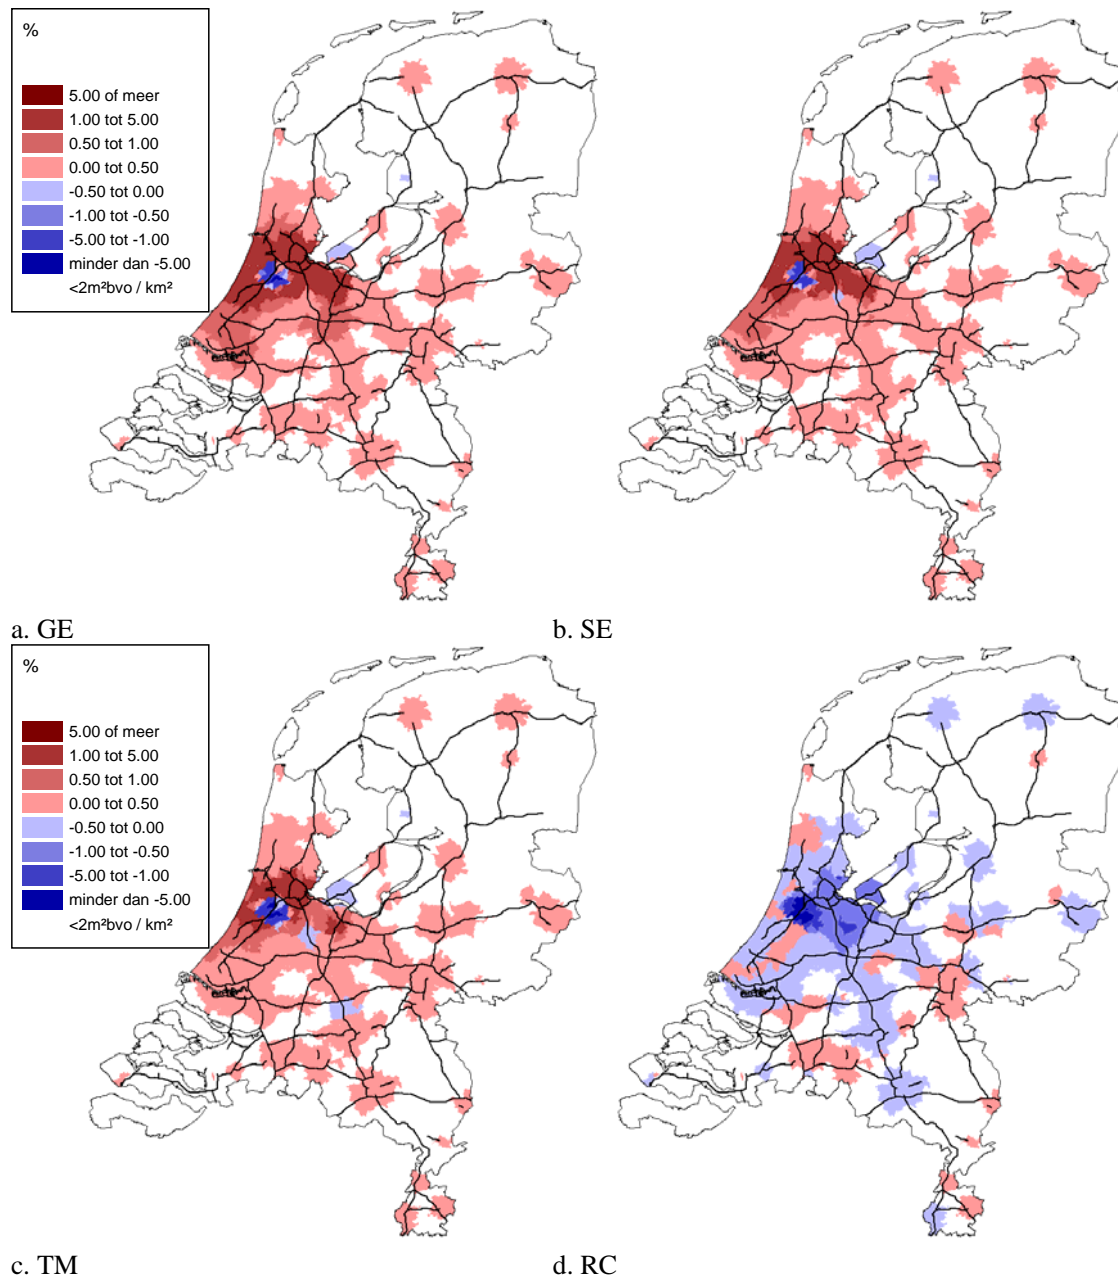 %
5.00 of meer
1.00 tot 5.00
0.50 tot 1.00
0.00 tot 0.50
-0.50 tot 0.00
-1.00 tot -0.50
-5.00 tot -1.00
minder dan -5.00
<2m²bvo / km²
a. GE
b. SE
%
5.00 of meer
1.00 tot 5.00
0.50 tot 1.00
0.00 tot 0.50
-0.50 tot 0.00
-1.00 tot -0.50
-5.00 tot -1.00
minder dan -5.00
<2m²bvo / km²
c. TM
d. RC